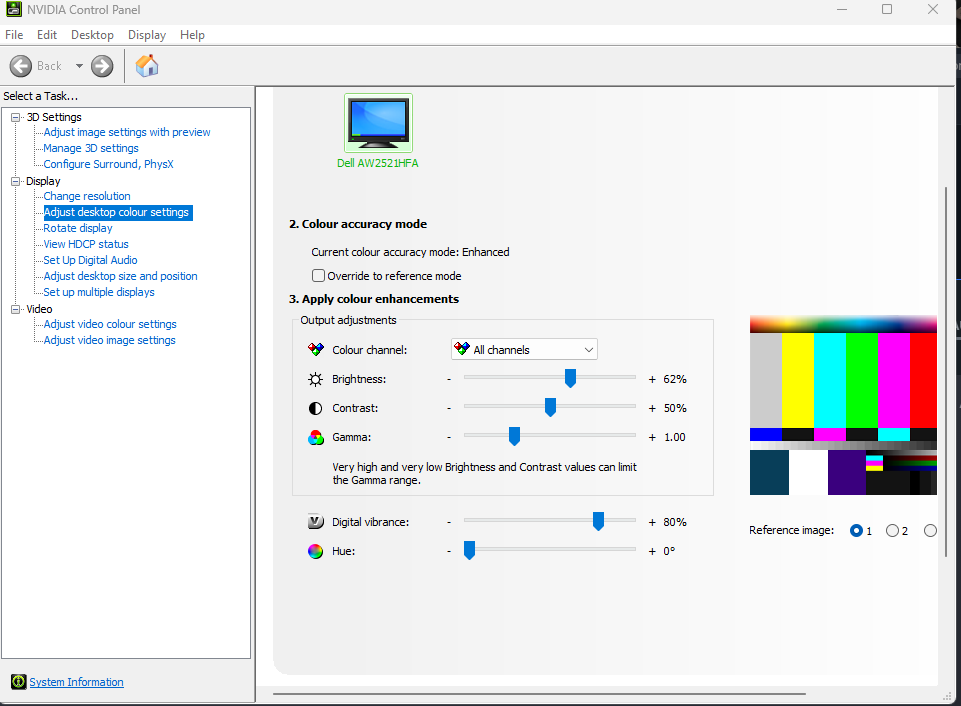 NVIDIA Control Panel
File Edit Desktop Display Help
Back
Select a Task...
3D Settings
Adjust image settings with preview
Manage 3D settings
Configure Surround, PhysX
Display
Change resolution
Adjust desktop colour settings
Rotate display
View HDCP status
Set Up Digital Audio
Adjust desktop size and position
Set up multiple displays
Video
Adjust video colour settings
Adjust video image settings
System Information
Dell AW2521HFA
2. Colour accuracy mode
Current colour accuracy mode: Enhanced
Override to reference mode
3. Apply colour enhancements
Output adjustments
Colour channel: All channels
Brightness: - + 62%
Contrast: - + 50%
Gamma: - + 1.00
Very high and very low Brightness and Contrast values can limit
the Gamma range.
Digital vibrance: - + 80%
Hue: - + 0°
Reference image: 1 2